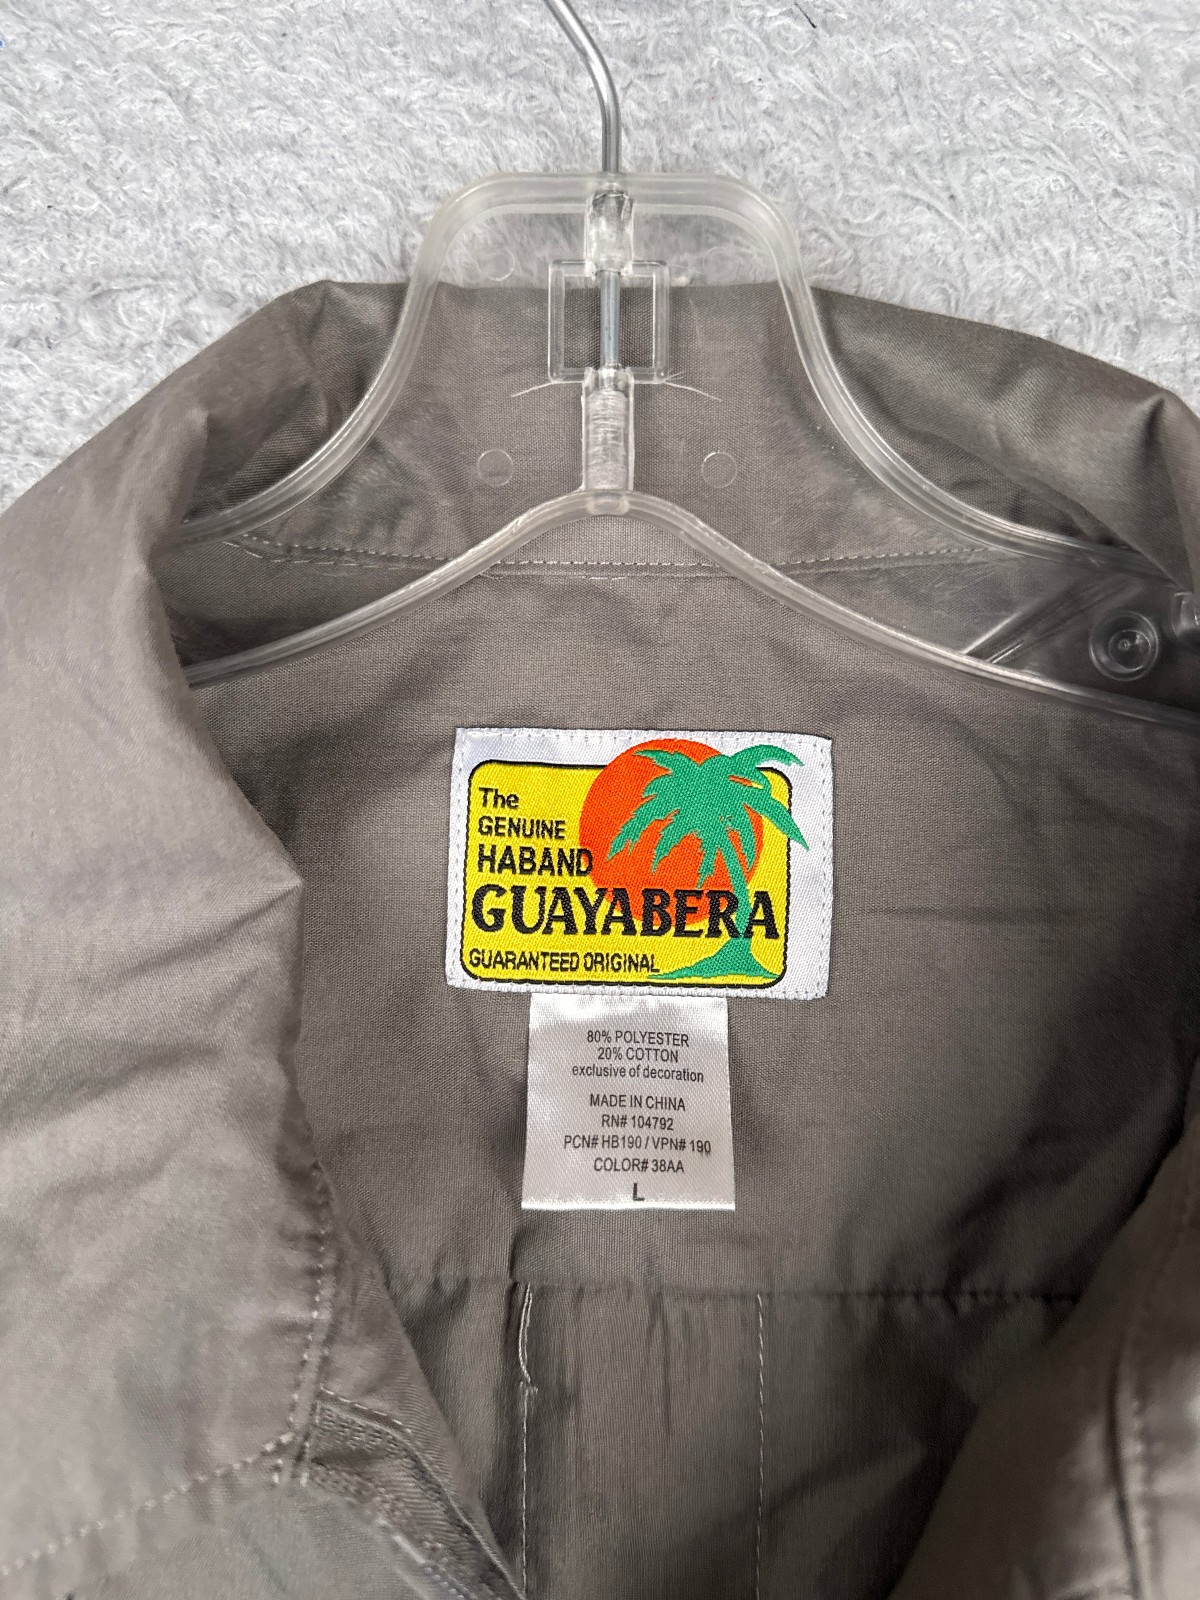 The
GENUINE
HABAND
GUAYABERA
GUARANTEED ORIGINAL
80% POLYESTER
20% COTTON
exclusive of decoration
MADE IN CHINA
RN# 104792
PCN# HB190 / VPN# 190
COLOR# 38AA
L